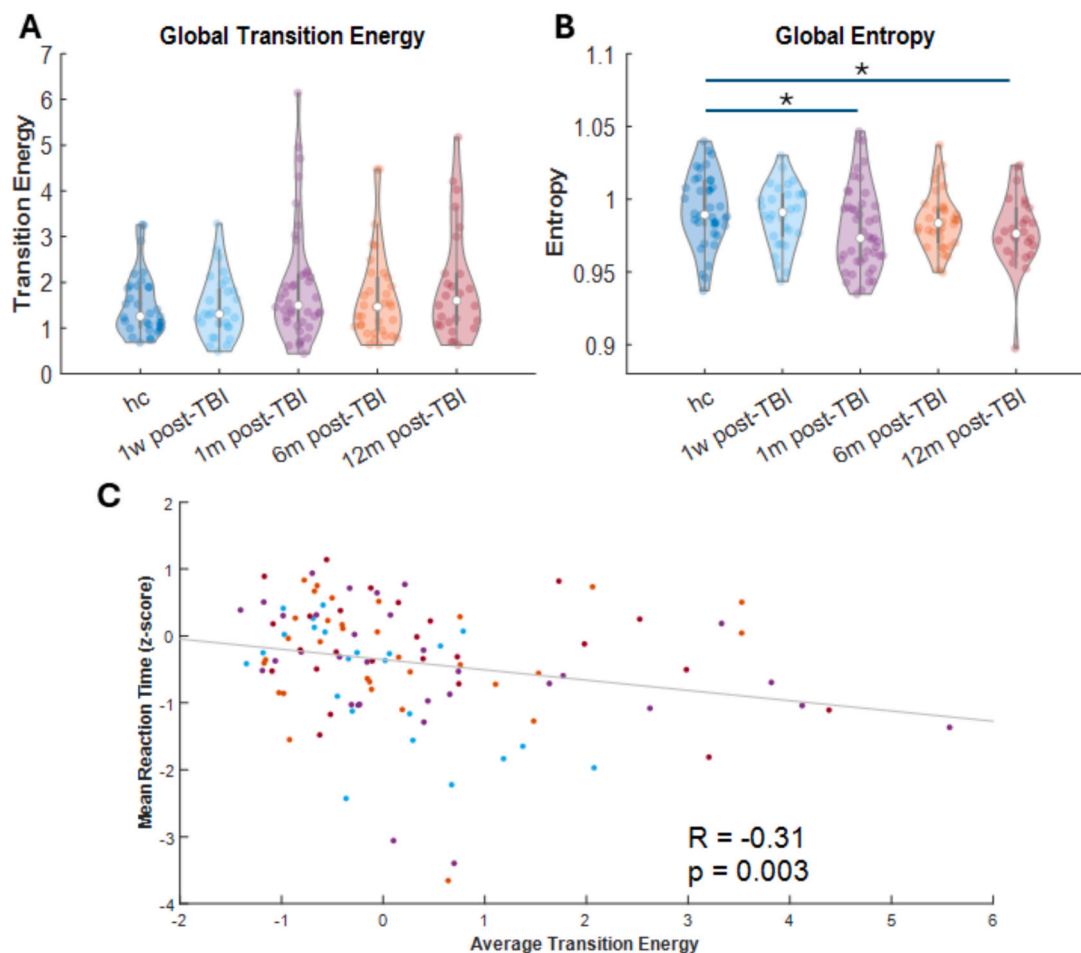 A
Global Transition Energy
7
6
5
4
3
2
1
0
Transition Energy
hc
1w post-TBI
1m post-TBI
6m post-TBI
12m post-TBI
B
Global Entropy
1.1
1.05
1
0.95
0.9
Entropy
*
*
hc
1w post-TBI
1m post-TBI
6m post-TBI
12m post-TBI
C
2
1
0
-1
-2
-3
-4
Mean Reaction Time (z-score)
R = -0.31
p = 0.003
-2 -1 0 1 2 3 4 5 6
Average Transition Energy